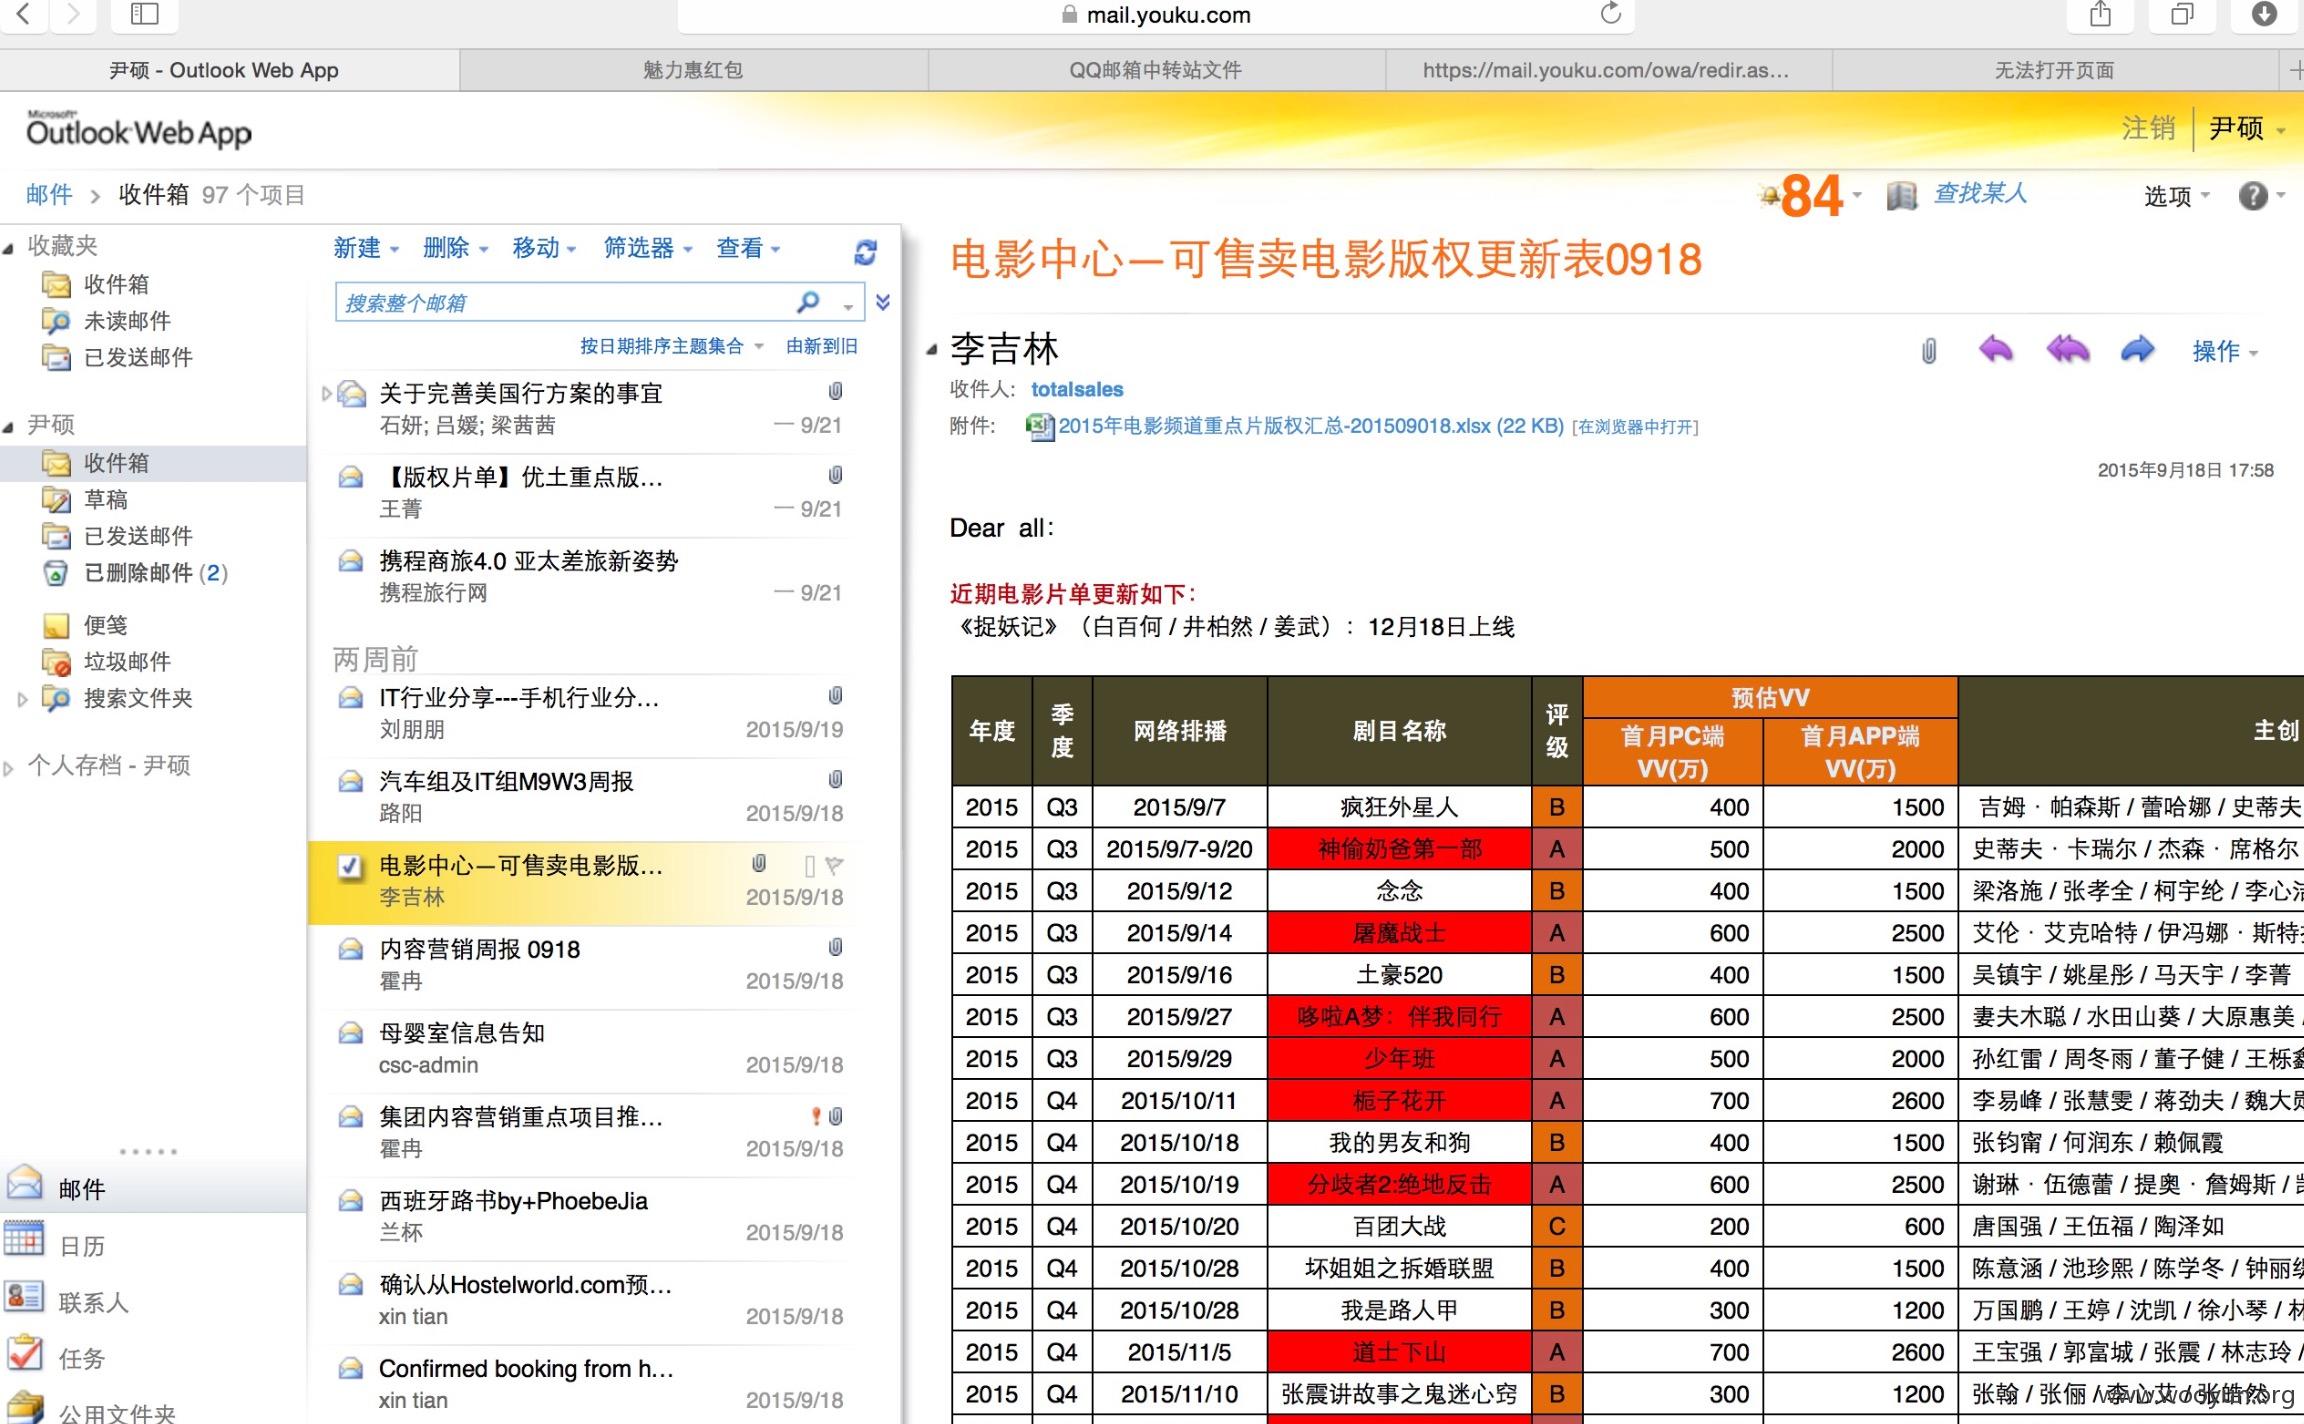 mail.youku.com
尹硕 - Outlook Web App
魅力惠红包
QQ邮箱中转站文件
https://mail.youku.com/owa/redir.as...
无法打开页面
Microsoft
Outlook Web App
注销
尹硕
邮件 > 收件箱 97 个项目
84
查找某人
选项
收藏夹
收件箱
未读邮件
已发送邮件
尹硕
收件箱
草稿
已发送邮件
已删除邮件 (2)
便笺
垃圾邮件
搜索文件夹
个人存档 - 尹硕
邮件
日历
联系人
任务
公用文件夹
新建 删除 移动 筛选器 查看
搜索整个邮箱
按日期排序主题集合 由新到旧
关于完善美国行方案的事宜
石妍; 吕媛; 梁茜茜 一 9/21
【版权片单】优土重点版...
王菁 一 9/21
携程商旅4.0 亚太差旅新姿势
携程旅行网 一 9/21
两周前
IT行业分享---手机行业分...
刘朋朋 2015/9/19
汽车组及IT组M9W3周报
路阳 2015/9/18
电影中心—可售卖电影版...
李吉林 2015/9/18
内容营销周报 0918
霍冉 2015/9/18
母婴室信息告知
csc-admin 2015/9/18
集团内容营销重点项目推...
霍冉 2015/9/18
西班牙路书by+PhoebeJia
兰杯 2015/9/18
确认从Hostelworld.com预...
xin tian 2015/9/18
Confirmed booking from h...
xin tian 2015/9/18
电影中心—可售卖电影版权更新表0918
李吉林
操作
收件人: totalsales
附件: 2015年电影频道重点片版权汇总-201509018.xlsx (22 KB) [在浏览器中打开]
2015年9月18日 17:58
Dear all：
近期电影片单更新如下：
《捉妖记》（白百何 / 井柏然 / 姜武）：12月18日上线
年度 季度 网络排播 剧目名称 评级 预估VV 主创
首月PC端VV(万) 首月APP端VV(万)
2015 Q3 2015/9/7 疯狂外星人 B 400 1500 吉姆 · 帕森斯 / 蕾哈娜 / 史蒂夫
2015 Q3 2015/9/7-9/20 神偷奶爸第一部 A 500 2000 史蒂夫 · 卡瑞尔 / 杰森 · 席格尔
2015 Q3 2015/9/12 念念 B 400 1500 梁洛施 / 张孝全 / 柯宇纶 / 李心洁
2015 Q3 2015/9/14 屠魔战士 A 600 2500 艾伦 · 艾克哈特 / 伊冯娜 · 斯特
2015 Q3 2015/9/16 土豪520 B 400 1500 吴镇宇 / 姚星彤 / 马天宇 / 李菁
2015 Q3 2015/9/27 哆啦A梦：伴我同行 A 600 2500 妻夫木聪 / 水田山葵 / 大原惠美 /
2015 Q3 2015/9/29 少年班 A 500 2000 孙红雷 / 周冬雨 / 董子健 / 王栎鑫
2015 Q4 2015/10/11 栀子花开 A 700 2600 李易峰 / 张慧雯 / 蒋劲夫 / 魏大勋
2015 Q4 2015/10/18 我的男友和狗 B 400 1500 张钧甯 / 何润东 / 赖佩霞
2015 Q4 2015/10/19 分歧者2:绝地反击 A 600 2500 谢琳 · 伍德蕾 / 提奥 · 詹姆斯 /
2015 Q4 2015/10/20 百团大战 C 200 600 唐国强 / 王伍福 / 陶泽如
2015 Q4 2015/10/28 坏姐姐之拆婚联盟 B 400 1500 陈意涵 / 池珍熙 / 陈学冬 / 钟丽缇
2015 Q4 2015/10/28 我是路人甲 B 300 1200 万国鹏 / 王婷 / 沈凯 / 徐小琴 / 林
2015 Q4 2015/11/5 道士下山 A 700 2600 王宝强 / 郭富城 / 张震 / 林志玲 /
2015 Q4 2015/11/10 张震讲故事之鬼迷心窍 B 300 1200 张翰 / 张俪 / 李心艾 / 张皓然
www.wooyun.org